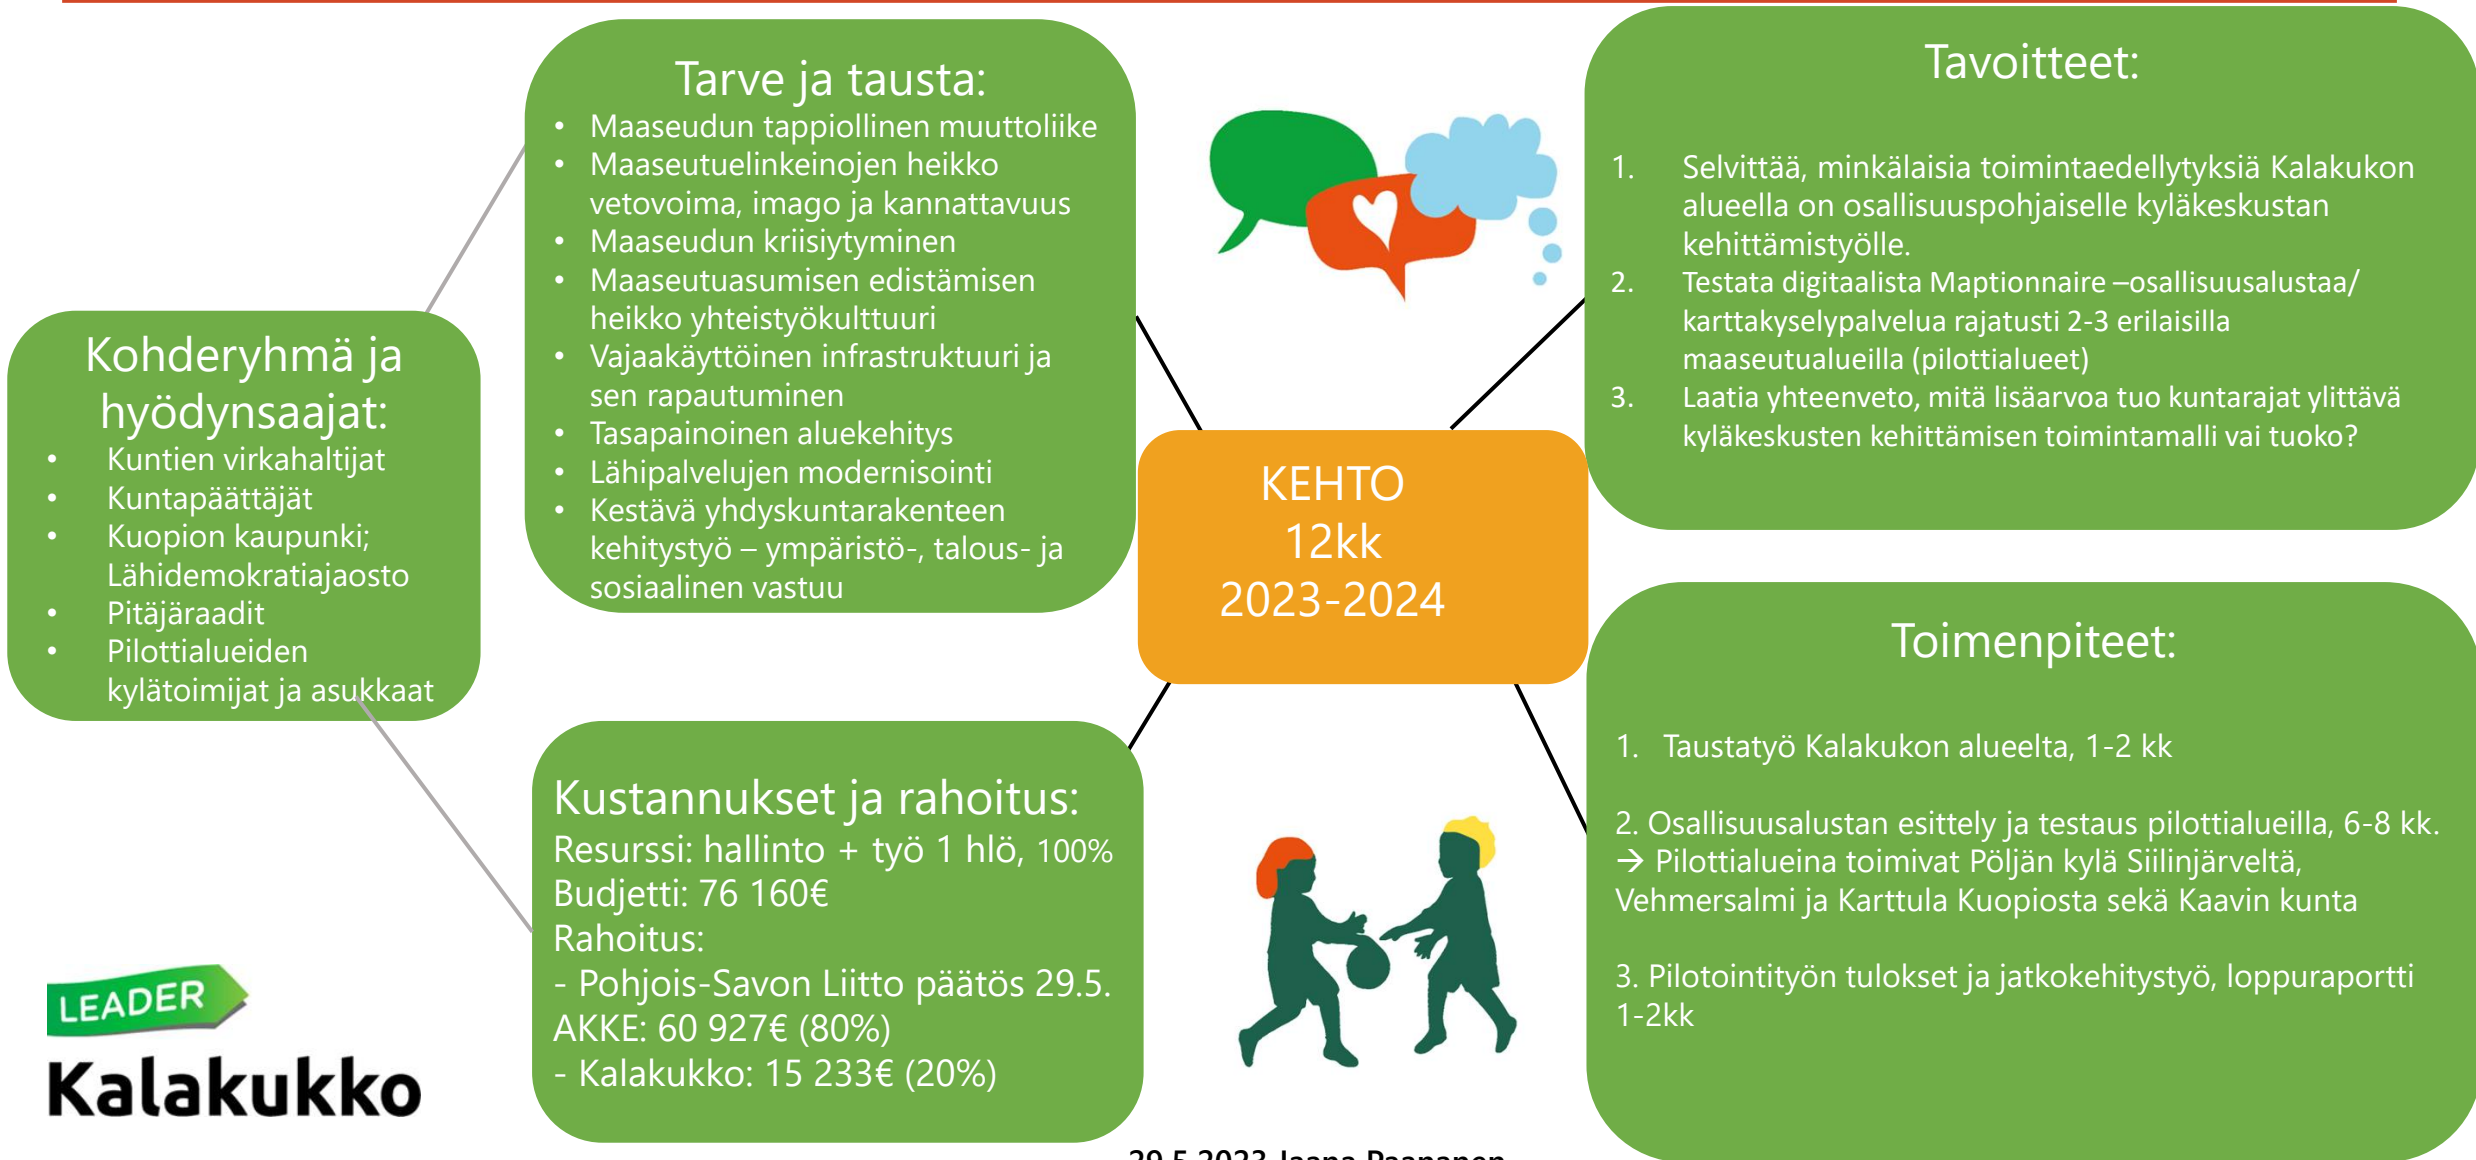 Kohderyhmä ja
hyödynsaajat:
• Kuntien virkahaltijat
• Kuntapäättäjät
• Kuopion kaupunki;
Lähidemokratiajaosto
• Pitäjäraadit
• Pilottialueiden
kylätoimijat ja asukkaat
Tarve ja tausta:
• Maaseudun tappiollinen muuttoliike
• Maaseutuelinkeinojen heikko
vetovoima, imago ja kannattavuus
• Maaseudun kriisiytyminen
• Maaseutuasumisen edistämisen
heikko yhteistyökulttuuri
• Vajaakäyttöinen infrastruktuuri ja
sen rapautuminen
• Tasapainoinen aluekehitys
• Lähipalvelujen modernisointi
• Kestävä yhdyskuntarakenteen
kehitystyö – ympäristö-, talous- ja
sosiaalinen vastuu
Kustannukset ja rahoitus:
Resurssi: hallinto + työ 1 hlö, 100%
Budjetti: 76 160€
Rahoitus:
- Pohjois-Savon Liitto päätös 29.5.
AKKE: 60 927€ (80%)
- Kalakukko: 15 233€ (20%)
KEHTO
12kk
2023-2024
Tavoitteet:
1. Selvittää, minkälaisia toimintaedellytyksiä Kalakukon
alueella on osallisuuspohjaiselle kyläkeskustan
kehittämistyölle.
2. Testata digitaalista Maptionnaire –osallisuusalustaa/
karttakyselypalvelua rajatusti 2-3 erilaisilla
maaseutualueilla (pilottialueet)
3. Laatia yhteenveto, mitä lisäarvoa tuo kuntarajat ylittävä
kyläkeskusten kehittämisen toimintamalli vai tuoko?
Toimenpiteet:
1. Taustatyö Kalakukon alueelta, 1-2 kk
2. Osallisuusalustan esittely ja testaus pilottialueilla, 6-8 kk.
→ Pilottialueina toimivat Pöljän kylä Siilinjärveltä,
Vehmersalmi ja Karttula Kuopiosta sekä Kaavin kunta
3. Pilotointityön tulokset ja jatkokehitystyö, loppuraportti
1-2kk
LEADER
Kalakukko
29.5.2023 Jaana Paananen